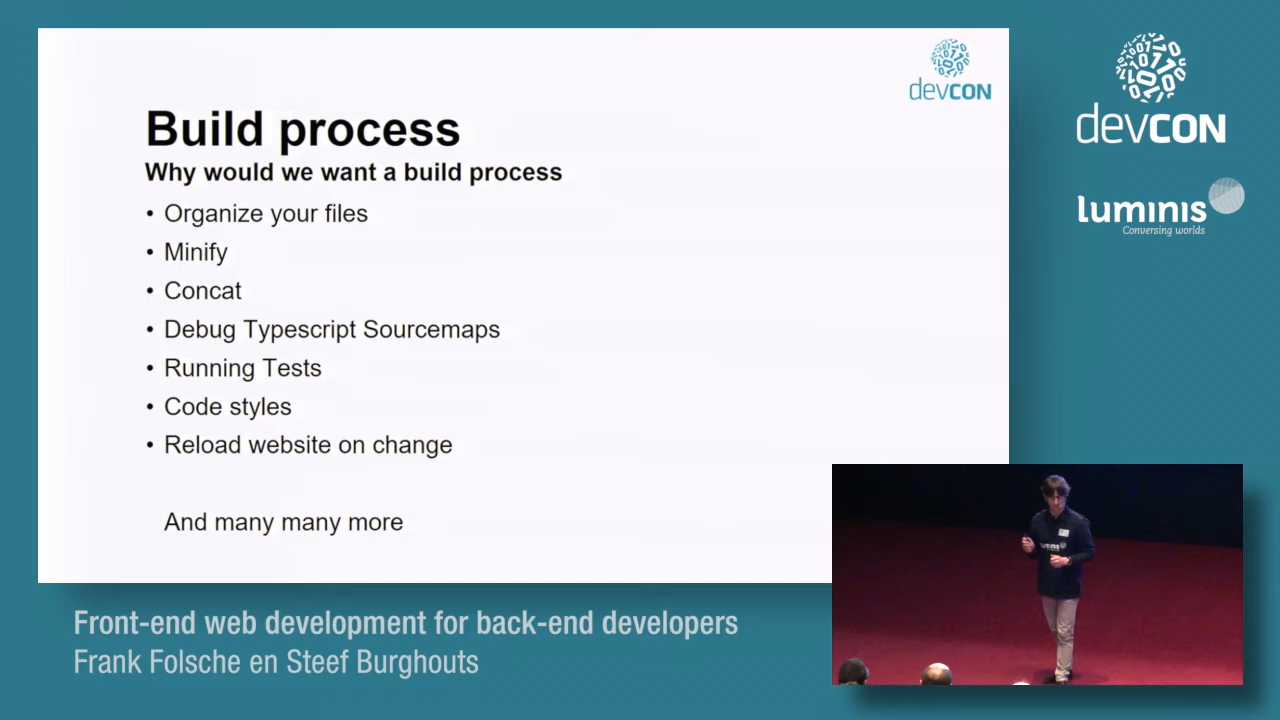 devcon
Build process
Why would we want a build process
• Organize your files
• Minify
• Concat
• Debug Typescript Sourcemaps
• Running Tests
• Code styles
• Reload website on change
And many many more
devcon
luminis
Conversing worlds
luminis
Front-end web development for back-end developers
Frank Folsche en Steef Burghouts